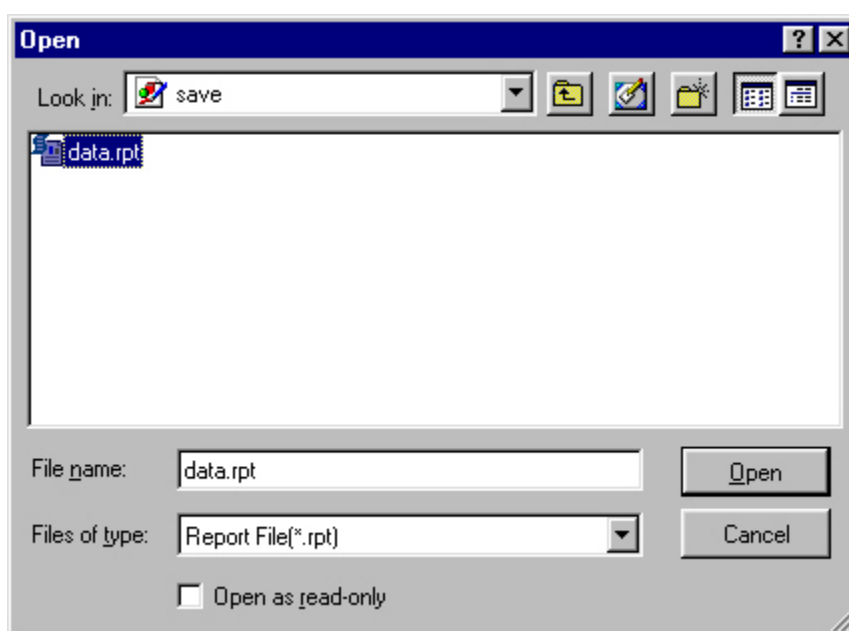 Open
Look in: save
data.rpt
File name: data.rpt Open
Files of type: Report File(*.rpt) Cancel
Open as read-only